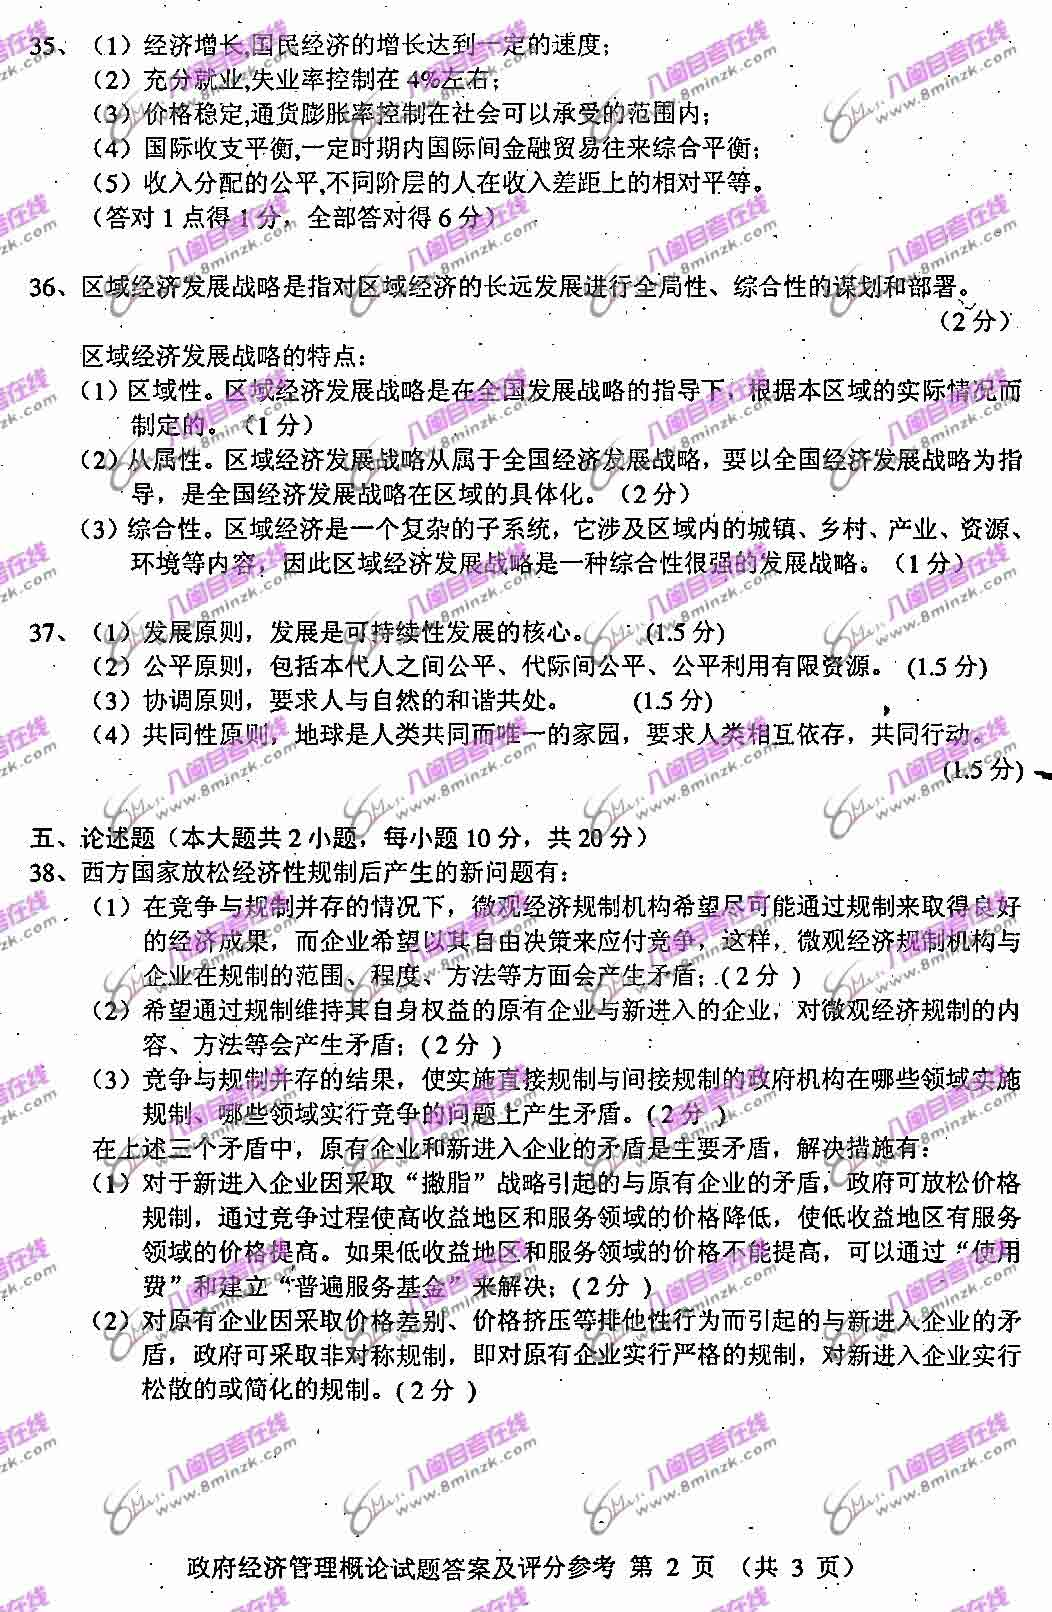 35、（1）经济增长,国民经济的增长达到一定的速度；
（2）充分就业,失业率控制在 4%左右；
（3）价格稳定,通货膨胀率控制在社会可以承受的范围内；
（4）国际收支平衡,一定时期内国际间金融贸易往来综合平衡；
（5）收入分配的公平,不同阶层的人在收入差距上的相对平等。
（答对 1 点得 1 分，全部答对得 6 分）
36、区域经济发展战略是指对区域经济的长远发展进行全局性、综合性的谋划和部署。
（2 分）
区域经济发展战略的特点：
（1）区域性。区域经济发展战略是在全国发展战略的指导下，根据本区域的实际情况而
制定的。（1 分）
（2）从属性。区域经济发展战略从属于全国经济发展战略，要以全国经济发展战略为指
导，是全国经济发展战略在区域的具体化。（2 分）
（3）综合性。区域经济是一个复杂的子系统，它涉及区域内的城镇、乡村、产业、资源、
环境等内容，因此区域经济发展战略是一种综合性很强的发展战略。（1 分）
37、（1）发展原则，发展是可持续性发展的核心。 (1.5 分)
（2）公平原则，包括本代人之间公平、代际间公平、公平利用有限资源。 (1.5 分)
（3）协调原则，要求人与自然的和谐共处。 (1.5 分)
（4）共同性原则，地球是人类共同而唯一的家园，要求人类相互依存，共同行动。
(1.5 分)
五、论述题（本大题共 2 小题，每小题 10 分，共 20 分）
38、西方国家放松经济性规制后产生的新问题有：
（1）在竞争与规制并存的情况下，微观经济规制机构希望尽可能通过规制来取得良好
的经济成果，而企业希望以其自由决策来应付竞争，这样，微观经济规制机构与
企业在规制的范围、程度、方法等方面会产生矛盾；（2 分 ）
（2）希望通过规制维持其自身权益的原有企业与新进入的企业，对微观经济规制的内
容、方法等会产生矛盾；（2 分 ）
（3）竞争与规制并存的结果，使实施直接规制与间接规制的政府机构在哪些领域实施
规制、哪些领域实行竞争的问题上产生矛盾。（2 分 ）
在上述三个矛盾中，原有企业和新进入企业的矛盾是主要矛盾，解决措施有：
（1）对于新进入企业因采取“撇脂”战略引起的与原有企业的矛盾，政府可放松价格
规制，通过竞争过程使高收益地区和服务领域的价格降低，使低收益地区有服务
领域的价格提高。如果低收益地区和服务领域的价格不能提高，可以通过“使用
费”和建立“普遍服务基金”来解决；（2 分 ）
（2）对原有企业因采取价格差别、价格挤压等排他性行为而引起的与新进入企业的矛
盾，政府可采取非对称规制，即对原有企业实行严格的规制，对新进入企业实行
松散的或简化的规制。（2 分 ）
政府经济管理概论试题答案及评分参考 第 2 页 （共 3 页）
八闽自考在线
www.8minzk.com